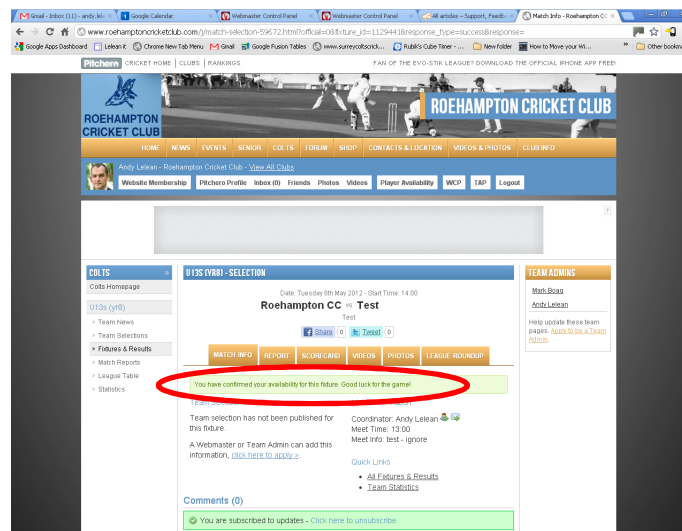 Gmail - Inbox (11) - andy.lele
Google Calendar
Webmaster Control Panel
Webmaster Control Panel
All articles – Support, Feedb
Match Info - Roehampton CC
www.roehamptoncricketclub.com/j/match-selection-59672.html?official=08fixture_id=1129441&response_type=success&response=
Google Apps Dashboard Lelean it Chrome New Tab Menu Gmail Google Fusion Tables www.surreycoltscrick... Rubik's Cube Timer - ... New folder How to Move your Wi... » Other bookm
Pitchero CRICKET HOME | CLUBS | RANKINGS
FAN OF THE EVO-STIK LEAGUE? DOWNLOAD THE OFFICIAL IPHONE APP FREE!
ROEHAMPTON
CRICKET CLUB
ROEHAMPTON CRICKET CLUB
HOME NEWS EVENTS SENIOR COLTS FORUM SHOP CONTACTS & LOCATION VIDEOS & PHOTOS CLUB INFO
Andy Lelean - Roehampton Cricket Club - View All Clubs
Website Membership Pitchero Profile Inbox (0) Friends Photos Videos Player Availability WCP TAP Logout
?
COLTS »
Colts Homepage
U13s (yr8)
» Team News
» Team Selections
» Fixtures & Results
» Match Reports
» League Table
» Statistics
U13S (YR8) - SELECTION
Date: Tuesday 8th May 2012 - Start Time: 14:00
Roehampton CC vs Test
Test
Share 0 Tweet 0
MATCH INFO REPORT SCORECARD VIDEOS PHOTOS LEAGUE ROUNDUP
You have confirmed your availability for this fixture. Good luck for the game!
Team selection has not been published for
this fixture.
A Webmaster or Team Admin can add this
information, click here to apply ».
Coordinator: Andy Lelean
Meet Time: 13:00
Meet Info: test - ignore
Quick Links
• All Fixtures & Results
• Team Statistics
Comments (0)
You are subscribed to updates - Click here to unsubscribe
TEAM ADMINS
Mark Boag
Andy Lelean
Help update these team
pages. Apply to be a Team
Admin.